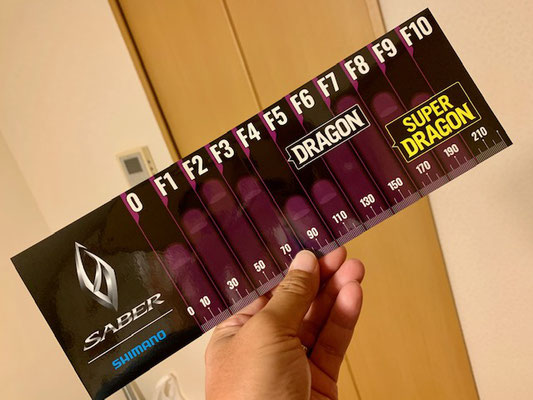 0 F1 F2 F3 F4 F5 F6 F7 F8 F9 F10
DRAGON
SUPER
DRAGON
0 10 30 50 70 90 110 130 150 170 190 210
SABER
SHIMANO